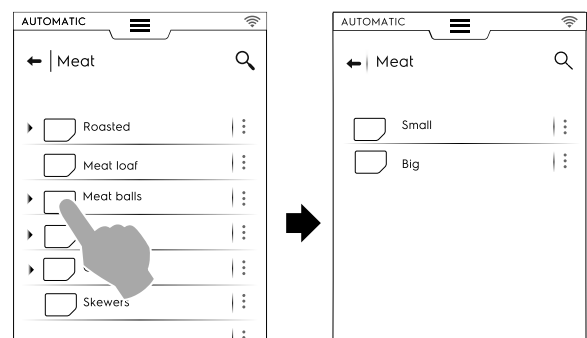 AUTOMATIC
Meat
Roasted
Meat loaf
Meat balls
Skewers
AUTOMATIC
Meat
Small
Big